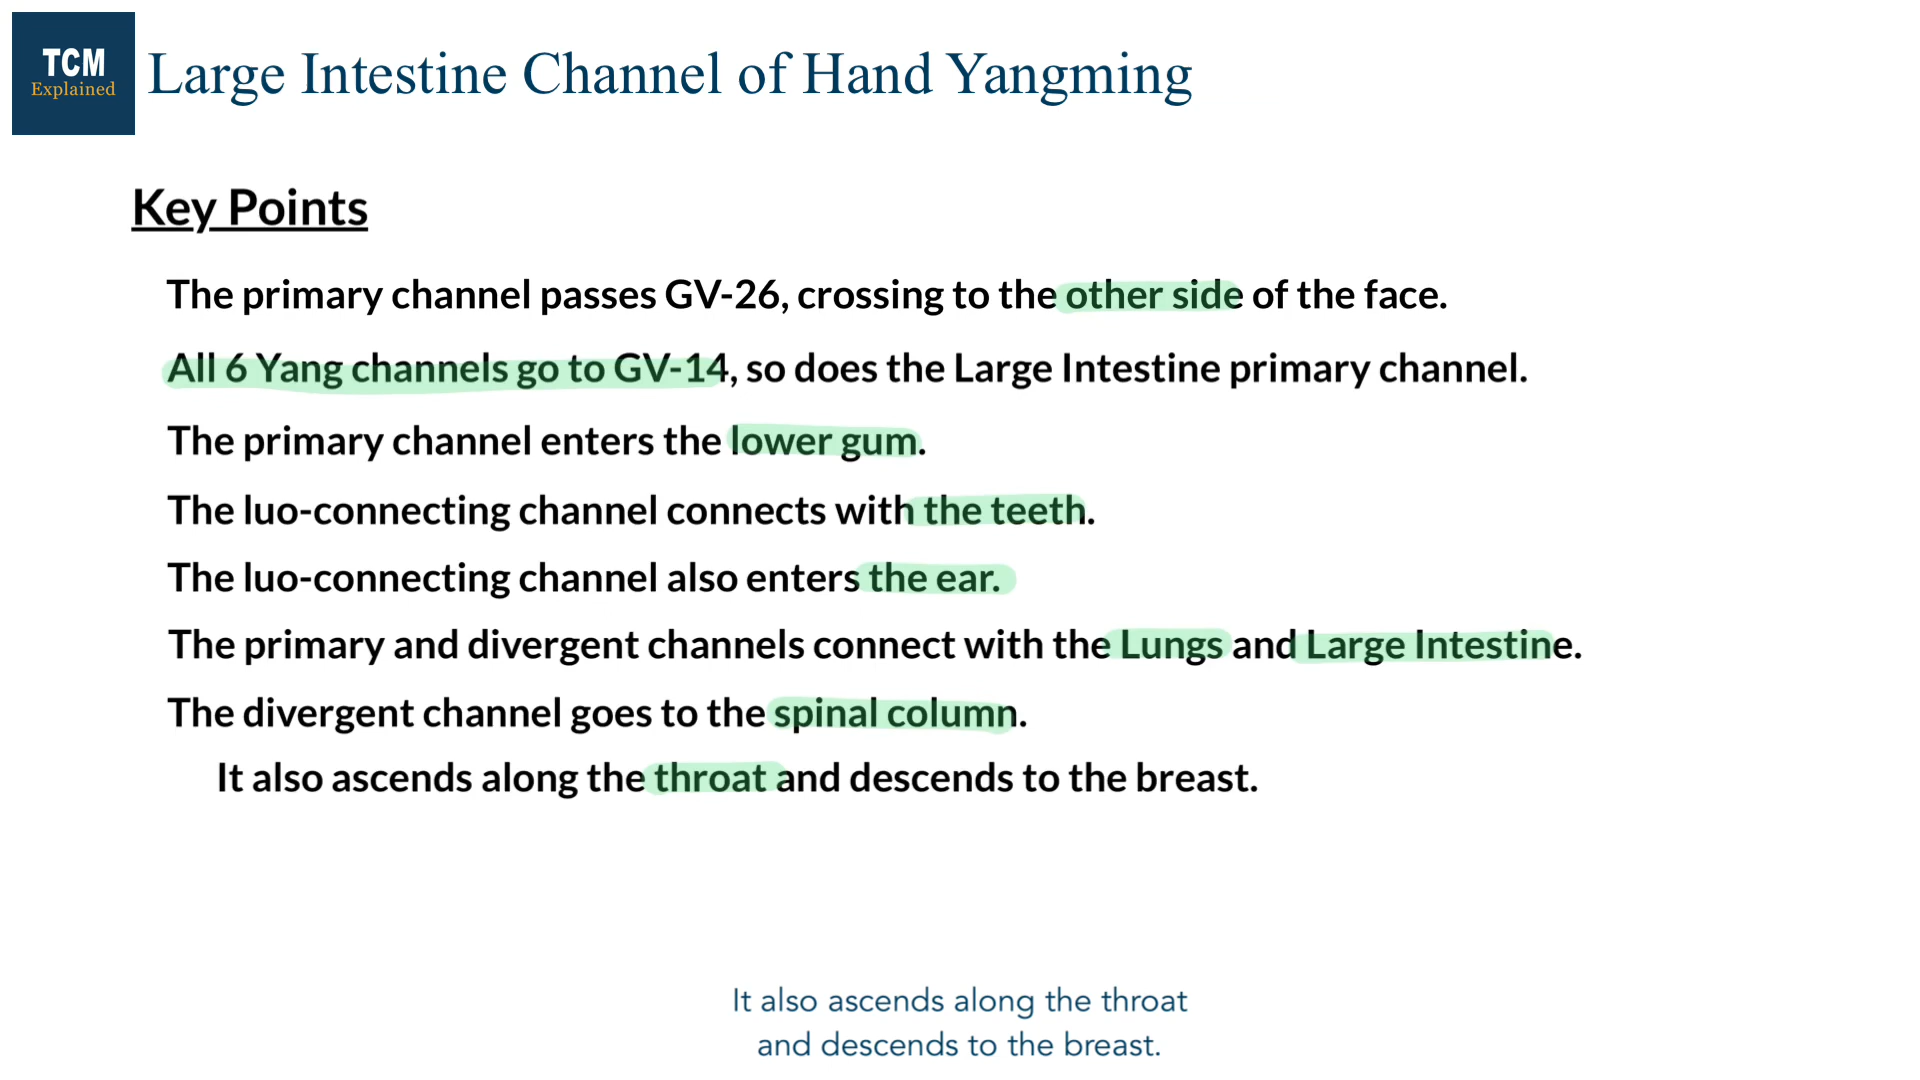 TCM
Explained
Large Intestine Channel of Hand Yangming
Key Points
The primary channel passes GV-26, crossing to the other side of the face.
All 6 Yang channels go to GV-14, so does the Large Intestine primary channel.
The primary channel enters the lower gum.
The luo-connecting channel connects with the teeth.
The luo-connecting channel also enters the ear.
The primary and divergent channels connect with the Lungs and Large Intestine.
The divergent channel goes to the spinal column.
It also ascends along the throat and descends to the breast.
It also ascends along the throat
and descends to the breast.